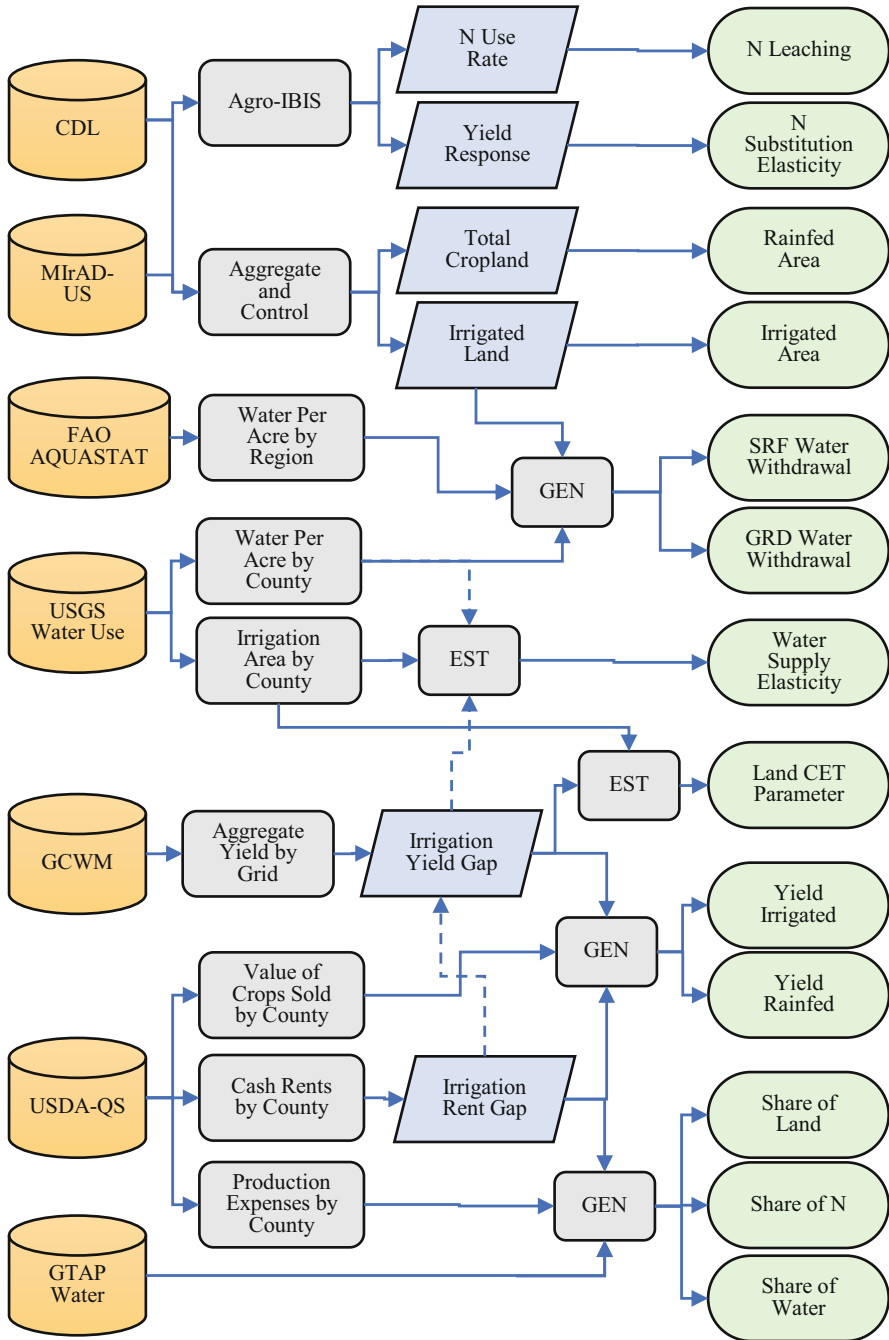 N Use
Rate
N Leaching
CDL
Agro-IBIS
Yield
Response
N
Substitution
Elasticity
MIrAD-
US
Aggregate
and
Control
Total
Cropland
Rainfed
Area
Irrigated
Land
Irrigated
Area
FAO
AQUASTAT
Water Per
Acre by
Region
GEN
SRF Water
Withdrawal
GRD Water
Withdrawal
USGS
Water Use
Water Per
Acre by
County
Irrigation
Area by
County
EST
Water
Supply
Elasticity
EST
Land CET
Parameter
GCWM
Aggregate
Yield by
Grid
Irrigation
Yield Gap
GEN
Yield
Irrigated
Yield
Rainfed
USDA-QS
Value of
Crops Sold
by County
Cash Rents
by County
Irrigation
Rent Gap
Production
Expenses by
County
GEN
Share of
Land
Share of N
Share of
Water
GTAP
Water